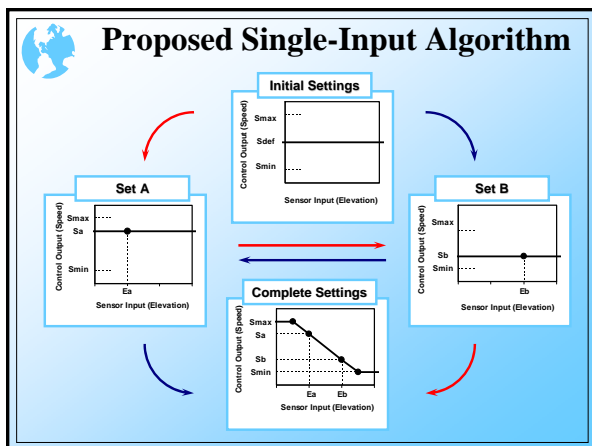 Proposed Single-Input Algorithm
Initial Settings
Control Output (Speed)
Smax
Sdef
Smin
Sensor Input (Elevation)
Set A
Control Output (Speed)
Smax
Sa
Smin
Ea
Sensor Input (Elevation)
Set B
Control Output (Speed)
Smax
Sb
Smin
Eb
Sensor Input (Elevation)
Complete Settings
Control Output (Speed)
Smax
Sa
Sb
Smin
Ea Eb
Sensor Input (Elevation)